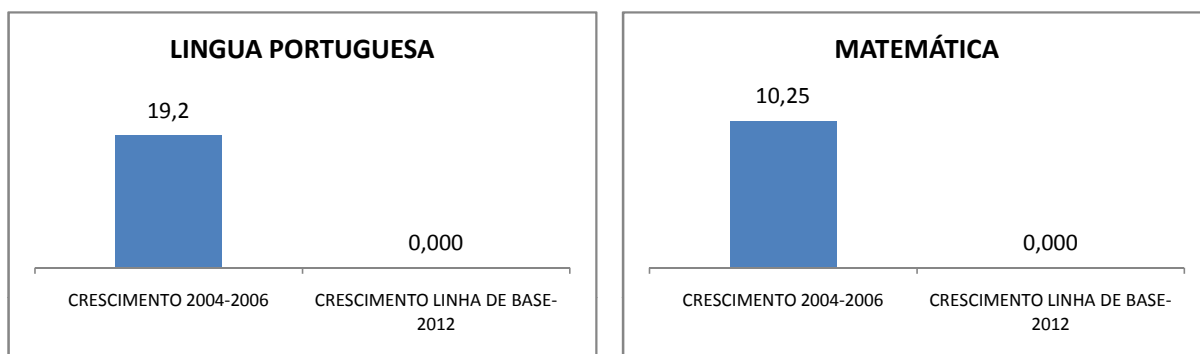 LINGUA PORTUGUESA
19,2
0,000
CRESCIMENTO 2004-2006
CRESCIMENTO LINHA DE BASE-
2012
MATEMÁTICA
10,25
0,000
CRESCIMENTO 2004-2006
CRESCIMENTO LINHA DE BASE-
2012